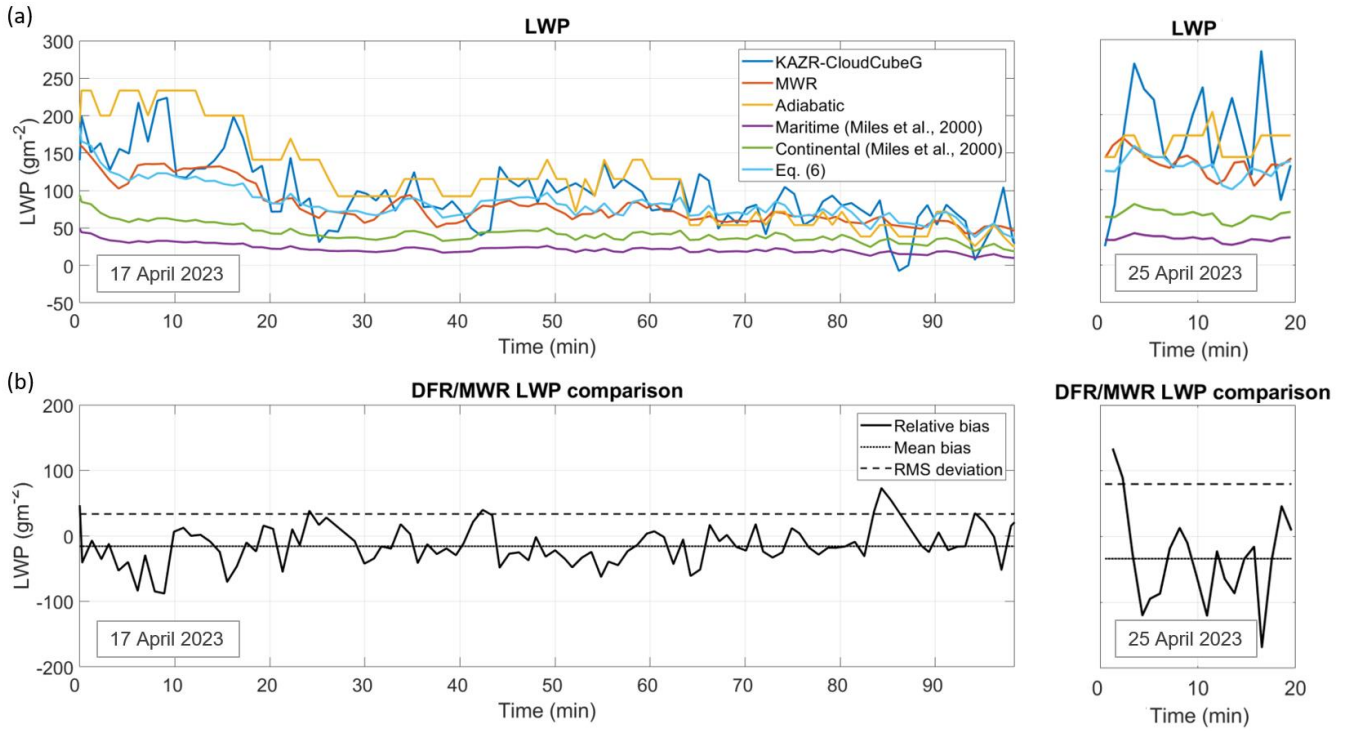 (a)
LWP
LWP
LWP (gm⁻²)
300
250
200
150
100
50
0
-50
KAZR-CloudCubeG
MWR
Adiabatic
Maritime (Miles et al., 2000)
Continental (Miles et al., 2000)
Eq. (6)
17 April 2023
25 April 2023
0 10 20 30 40 50 60 70 80 90
0 20
Time (min)
Time (min)
(b)
DFR/MWR LWP comparison
DFR/MWR LWP comparison
LWP (gm⁻²)
200
100
0
-100
-200
Relative bias
Mean bias
RMS deviation
17 April 2023
25 April 2023
0 10 20 30 40 50 60 70 80 90
0 10 20
Time (min)
Time (min)